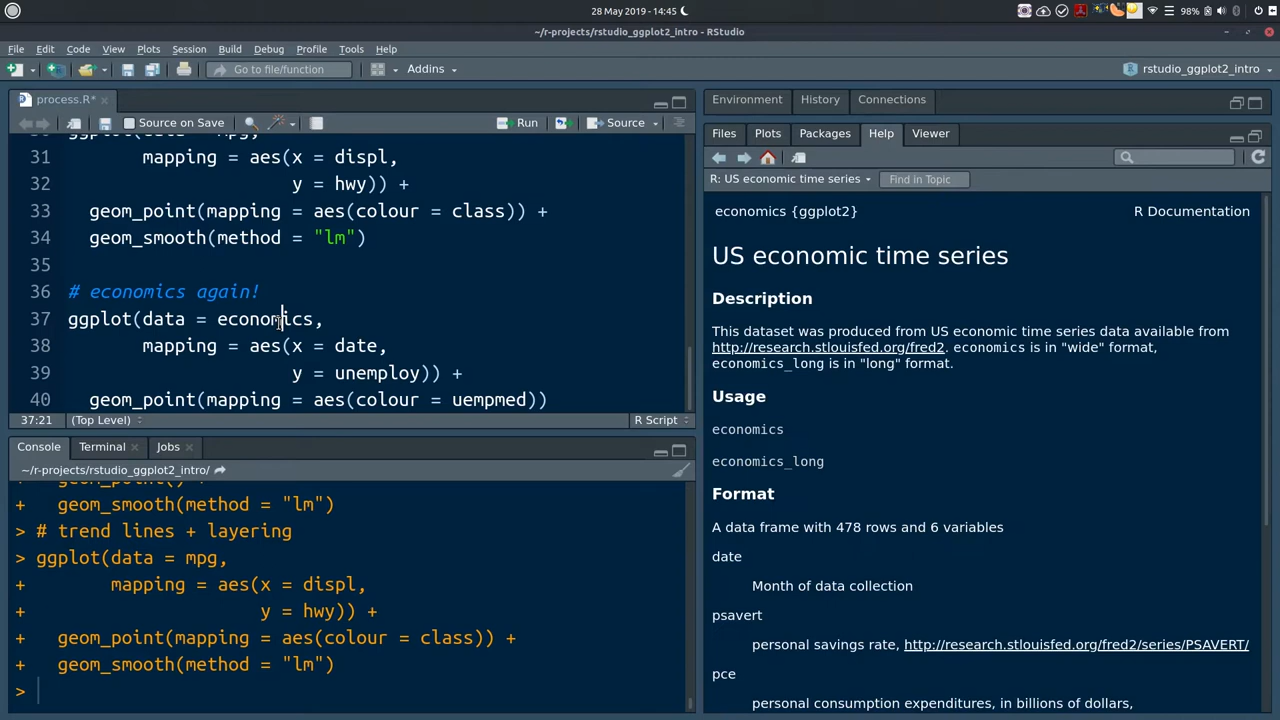 28 May 2019 - 14:45
98%
~/r-projects/rstudio_ggplot2_intro - RStudio
File Edit Code View Plots Session Build Debug Profile Tools Help
Go to file/function Addins rstudio_ggplot2_intro
process.R*
Source on Save Run Source
31 mapping = aes(x = displ,
32 y = hwy)) +
33 geom_point(mapping = aes(colour = class)) +
34 geom_smooth(method = "lm")
35
36 # economics again!
37 ggplot(data = economics,
38 mapping = aes(x = date,
39 y = unemploy)) +
40 geom_point(mapping = aes(colour = uempmed))
37:21 (Top Level) R Script
Console Terminal Jobs
~/r-projects/rstudio_ggplot2_intro/
+ geom_smooth(method = "lm")
> # trend lines + layering
> ggplot(data = mpg,
+ mapping = aes(x = displ,
+ y = hwy)) +
+ geom_point(mapping = aes(colour = class)) +
+ geom_smooth(method = "lm")
>
Environment History Connections
Files Plots Packages Help Viewer
R: US economic time series Find in Topic
economics {ggplot2} R Documentation
US economic time series
Description
This dataset was produced from US economic time series data available from
http://research.stlouisfed.org/fred2. economics is in "wide" format,
economics_long is in "long" format.
Usage
economics
economics_long
Format
A data frame with 478 rows and 6 variables
date
Month of data collection
psavert
personal savings rate, http://research.stlouisfed.org/fred2/series/PSAVERT/
pce
personal consumption expenditures, in billions of dollars,